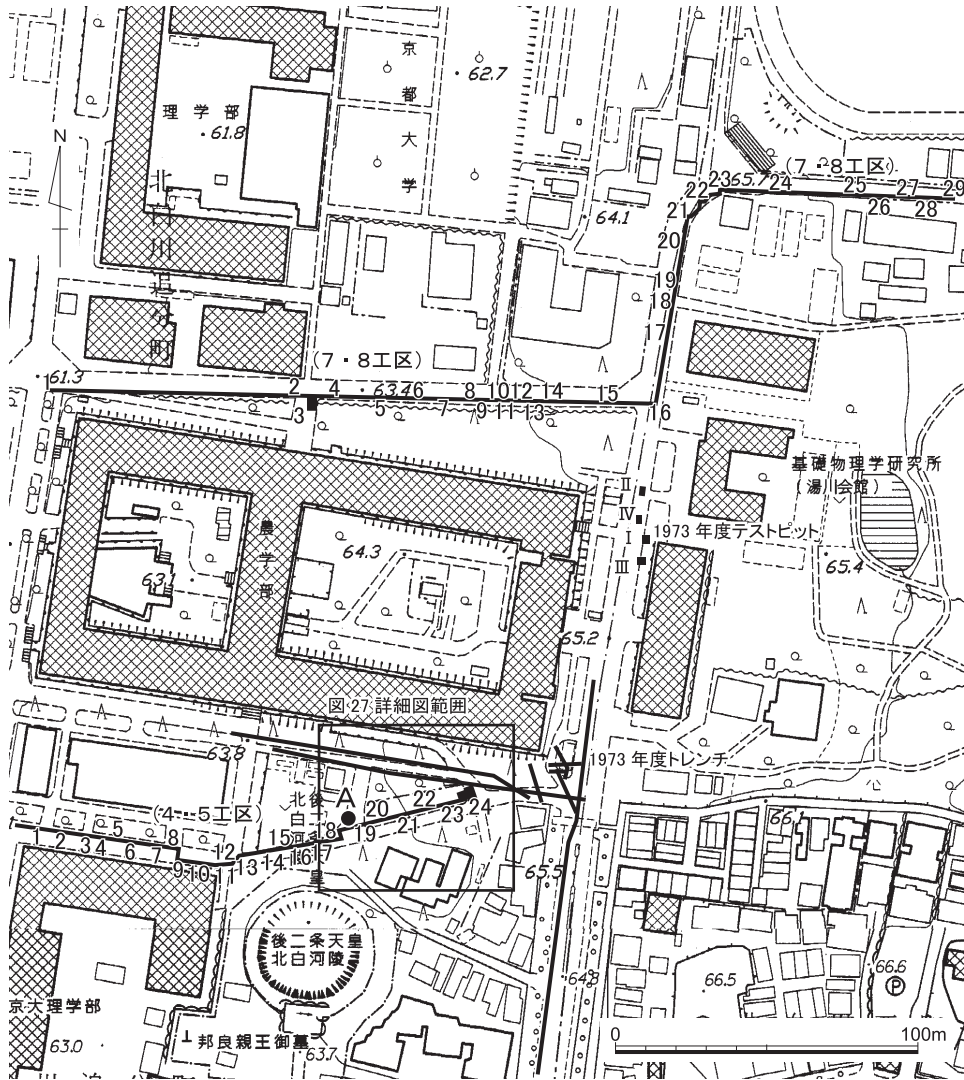 京都大学
62.7
理学部
61.8
N
64.1
(7・8工区)
22 23 65.7 24 25 27 29
26 28
21
20
19
18
17
(7・8工区)
61.3
2 4 63.4 6 8 10 12 14 15
3 5 7 9 11 13 16
基礎物理学研究所
(湯川会館)
II
IV
I
III
1973年度テストピット
農学部
64.3
63.1
65.4
65.2
図27詳細図範囲
1973年度トレンチ
63.8
(4・5工区)
A
20 22
23 24
1 2 3 4 5 6 7 8
9 10 11 12 13 14 15 16 17 18 19 21
65.5
66.1
後二条天皇
北白河陵
64.3
66.5
66.6
P
京大理学部
63.0
邦良親王御墓
63.7
0 100m